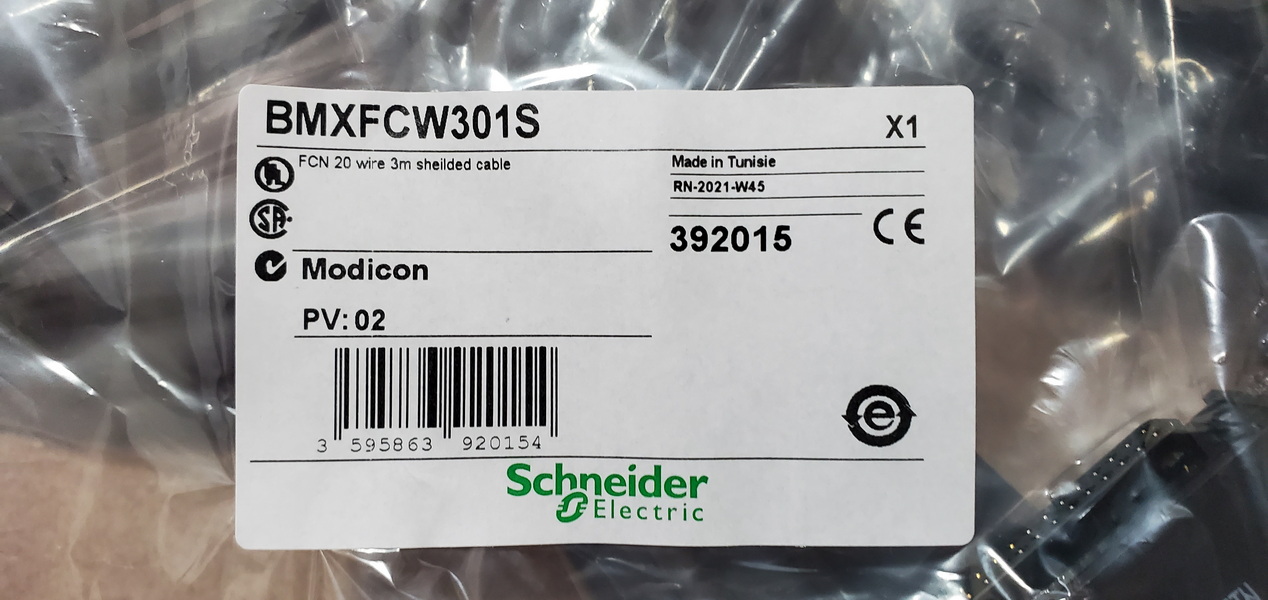 BMXFCW301S
X1
FCN 20 wire 3m sheilded cable
Made in Tunisie
RN-2021-W45
392015
CE
Modicon
PV: 02
3 595863 920154
Schneider
Electric